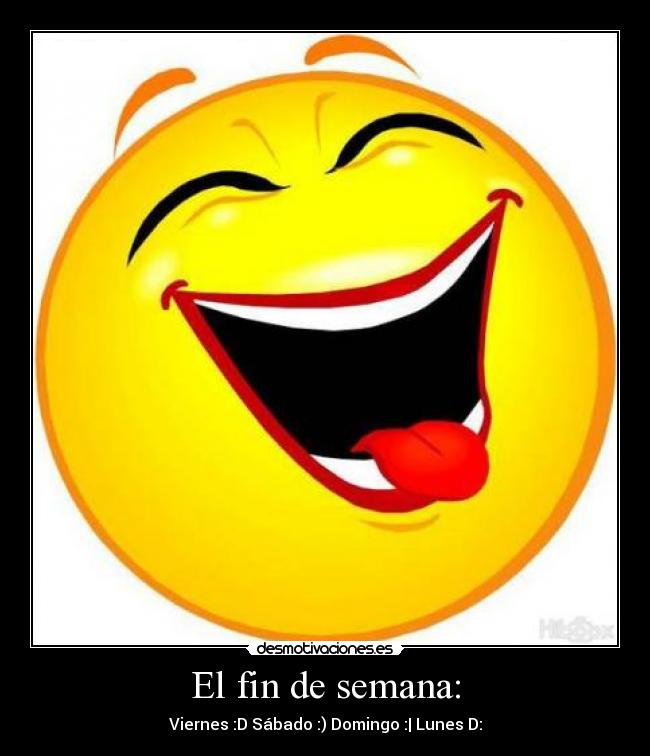 desmotivaciones.es
El fin de semana:
Viernes :D Sábado :) Domingo :| Lunes D: